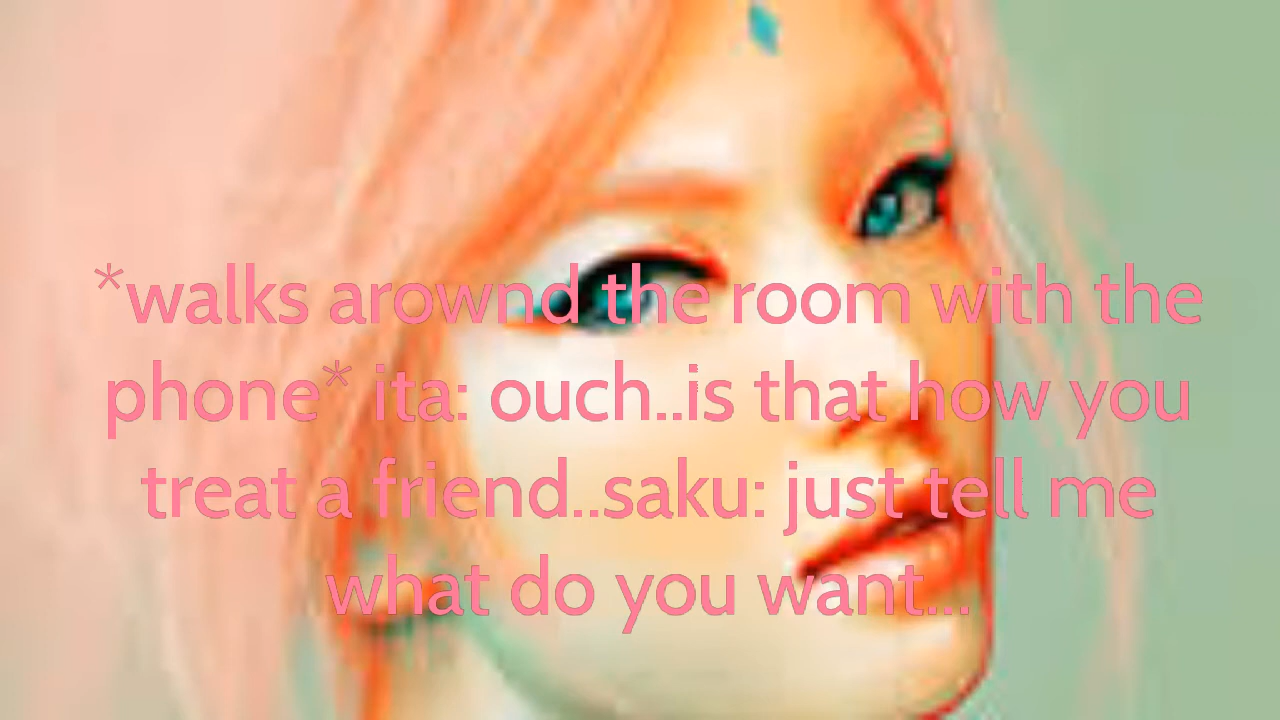 *walks arownd the room with the
phone* ita: ouch..is that how you
treat a friend..saku: just tell me
what do you want...